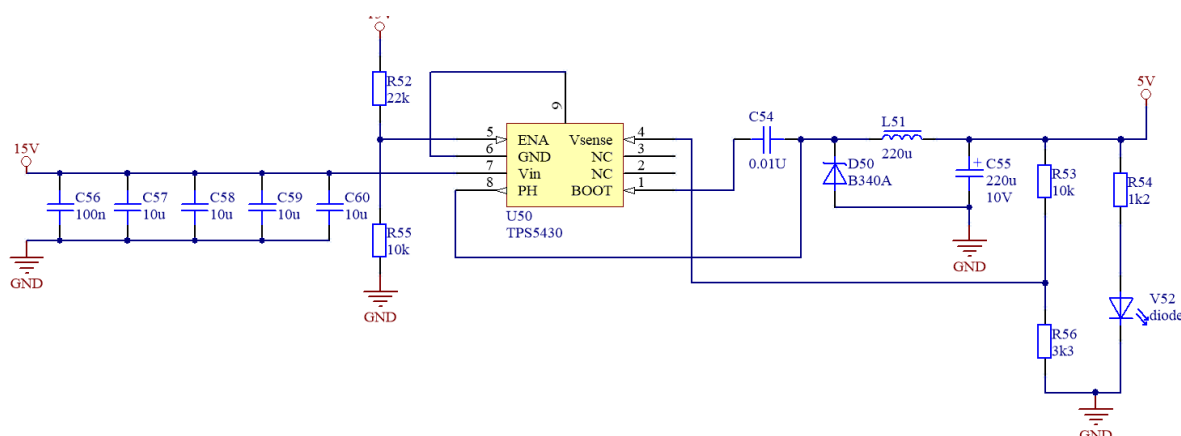 15V
R52
22k
9
5
6
7
8
ENA
GND
Vin
PH
Vsense
NC
NC
BOOT
4
3
2
1
U50
TPS5430
C54
0.01U
L51
220u
5V
D50
B340A
+
C55
220u
10V
R53
10k
R54
1k2
15V
C56
100n
C57
10u
C58
10u
C59
10u
C60
10u
R55
10k
GND
GND
GND
R56
3k3
V52
diode
GND